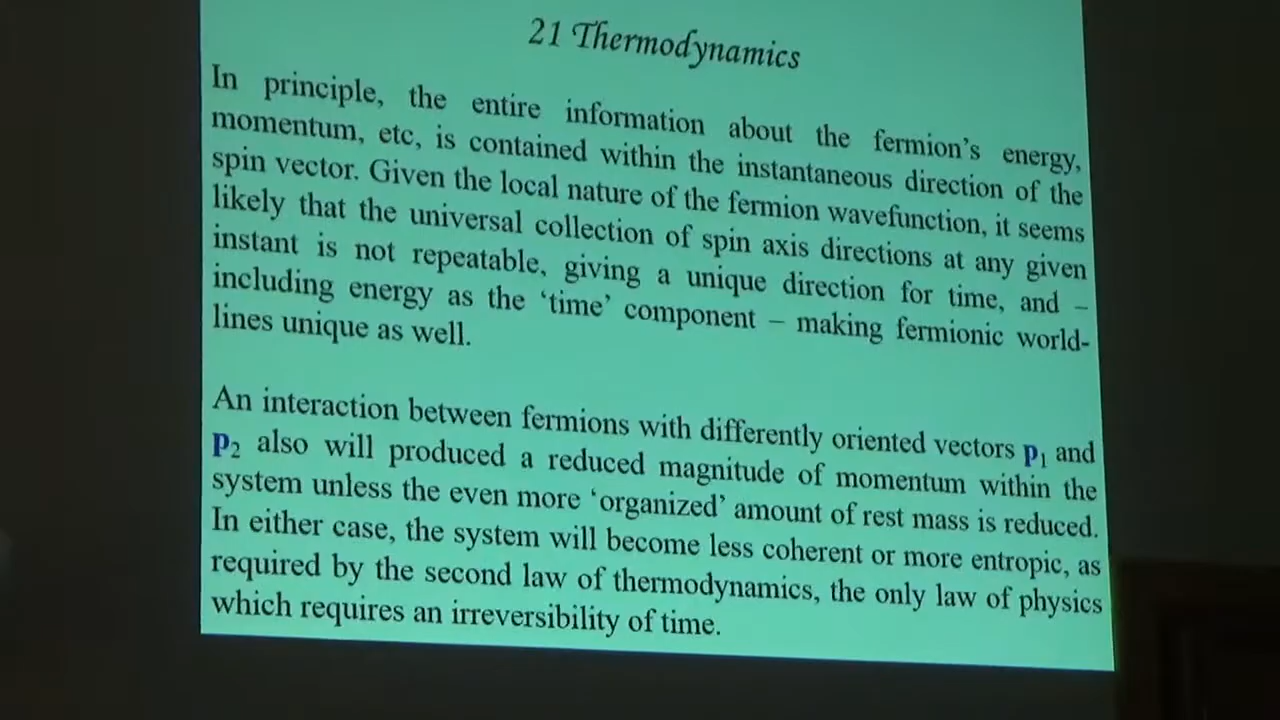 21 Thermodynamics
In principle, the entire information about the fermion's energy,
momentum, etc, is contained within the instantaneous direction of the
spin vector. Given the local nature of the fermion wavefunction, it seems
likely that the universal collection of spin axis directions at any given
instant is not repeatable, giving a unique direction for time, and –
including energy as the 'time' component – making fermionic world-
lines unique as well.
An interaction between fermions with differently oriented vectors p₁ and
p₂ also will produced a reduced magnitude of momentum within the
system unless the even more 'organized' amount of rest mass is reduced.
In either case, the system will become less coherent or more entropic, as
required by the second law of thermodynamics, the only law of physics
which requires an irreversibility of time.